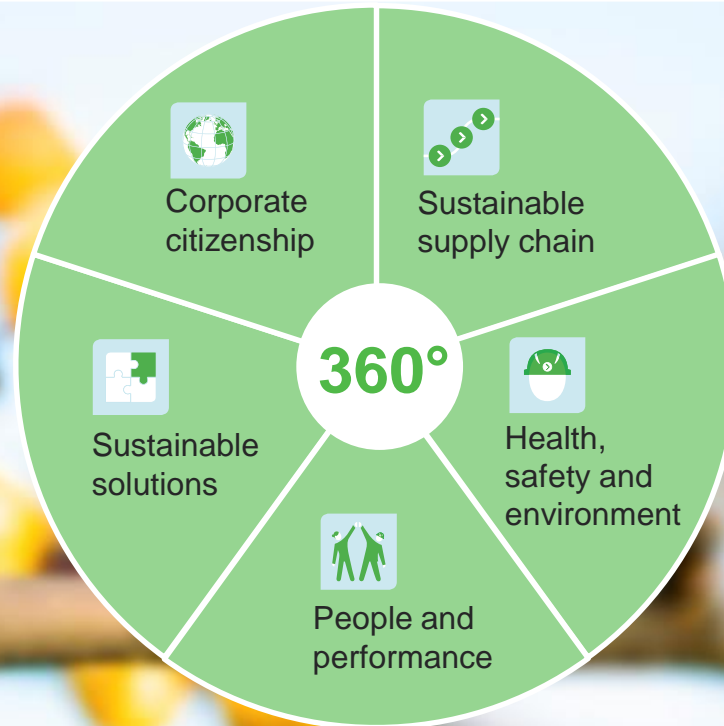 Corporate
citizenship
Sustainable
supply chain
360°
Sustainable
solutions
Health,
safety and
environment
People and
performance